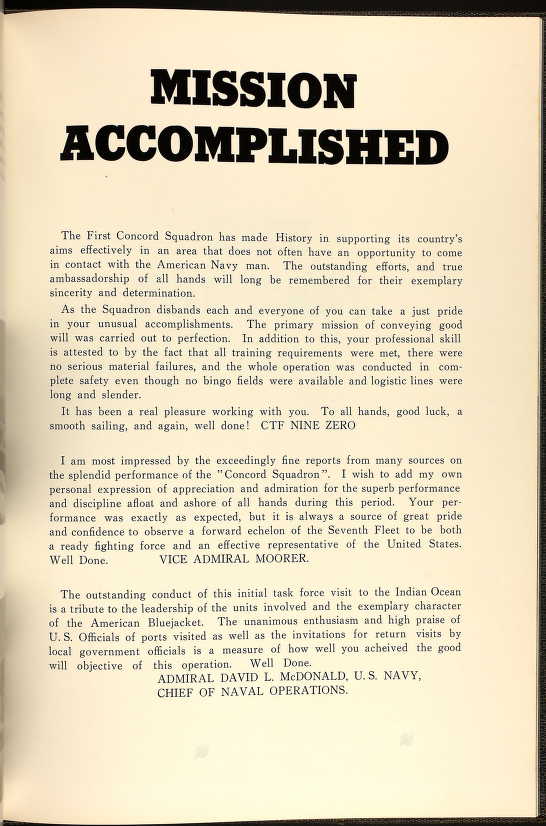 MISSION
ACCOMPLISHED
The First Concord Squadron has made History in supporting its country's
aims effectively in an area that does not often have an opportunity to come
in contact with the American Navy man. The outstanding efforts, and true
ambassadorship of all hands will long be remembered for their exemplary
sincerity and determination.
As the Squadron disbands each and everyone of you can take a just pride
in your unusual accomplishments. The primary mission of conveying good
will was carried out to perfection. In addition to this, your professional skill
is attested to by the fact that all training requirements were met, there were
no serious material failures, and the whole operation was conducted in com-
plete safety even though no bingo fields were available and logistic lines were
long and slender.
It has been a real pleasure working with you. To all hands, good luck, a
smooth sailing, and again, well done! CTF NINE ZERO
I am most impressed by the exceedingly fine reports from many sources on
the splendid performance of the "Concord Squadron". I wish to add my own
personal expression of appreciation and admiration for the superb performance
and discipline afloat and ashore of all hands during this period. Your per-
formance was exactly as expected, but it is always a source of great pride
and confidence to observe a forward echelon of the Seventh Fleet to be both
a ready fighting force and an effective representative of the United States.
Well Done. VICE ADMIRAL MOORER.
The outstanding conduct of this initial task force visit to the Indian Ocean
is a tribute to the leadership of the units involved and the exemplary character
of the American Bluejacket. The unanimous enthusiasm and high praise of
U. S. Officials of ports visited as well as the invitations for return visits by
local government officials is a measure of how well you acheived the good
will objective of this operation. Well Done.
ADMIRAL DAVID L. McDONALD, U. S. NAVY,
CHIEF OF NAVAL OPERATIONS.